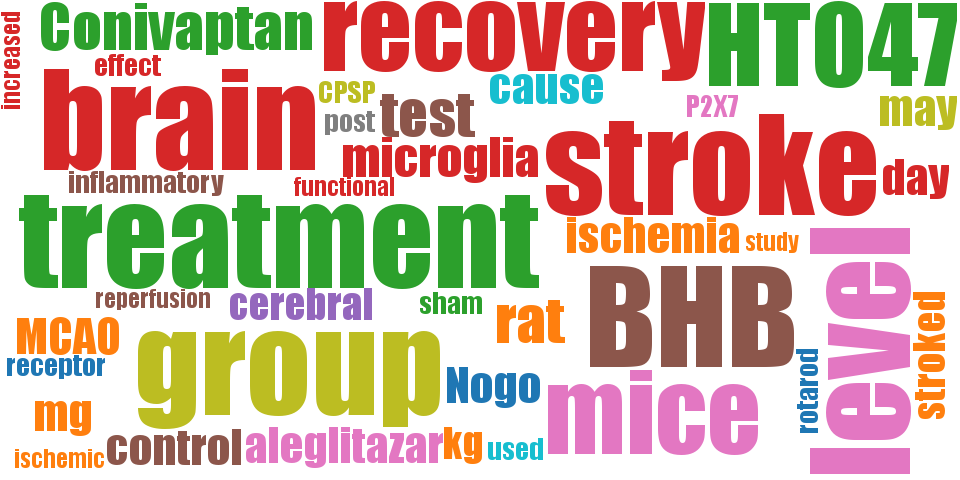 increased
Conivaptan
recovery
HTO47
effect
brain
CPSP
cause
test
post
P2X7
may
stroke
microglia
day
inflammatory
functional
treatment
ischemia
study
level
BHB
reperfusion
cerebral
sham
rat
stroked
MCAO
receptor
group
Nogo
mice
rotarod
mg
control
aleglitazar
kg
used
ischemic